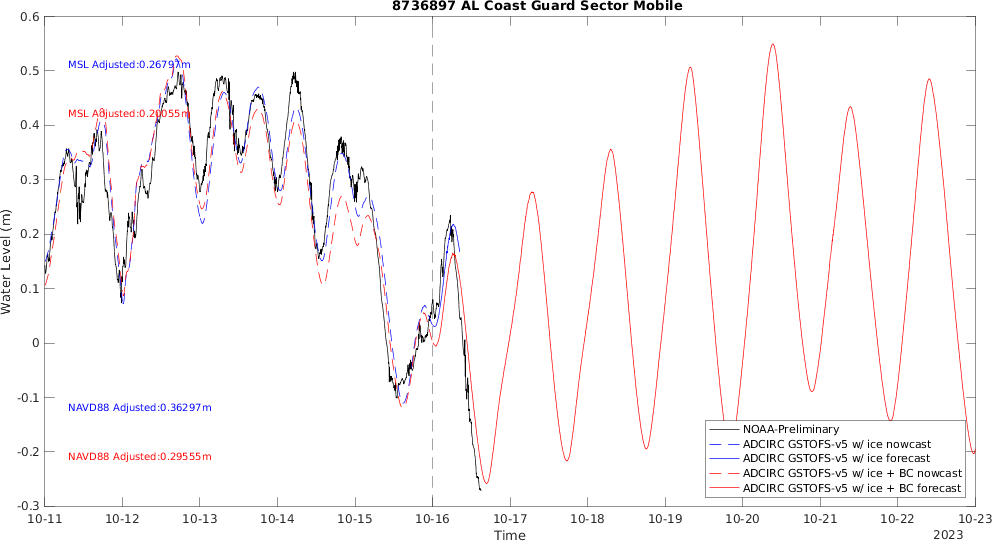 8736897 AL Coast Guard Sector Mobile
0.6
0.5
0.4
0.3
0.2
0.1
0
-0.1
-0.2
-0.3
Water Level (m)
MSL Adjusted:0.26797m
MSL Adjusted:0.20055m
NAVD88 Adjusted:0.36297m
NAVD88 Adjusted:0.29555m
NOAA-Preliminary
ADCIRC GSTOFS-v5 w/ ice nowcast
ADCIRC GSTOFS-v5 w/ ice forecast
ADCIRC GSTOFS-v5 w/ ice + BC nowcast
ADCIRC GSTOFS-v5 w/ ice + BC forecast
10-11 10-12 10-13 10-14 10-15 10-16 10-17 10-18 10-19 10-20 10-21 10-22 10-23
Time
2023